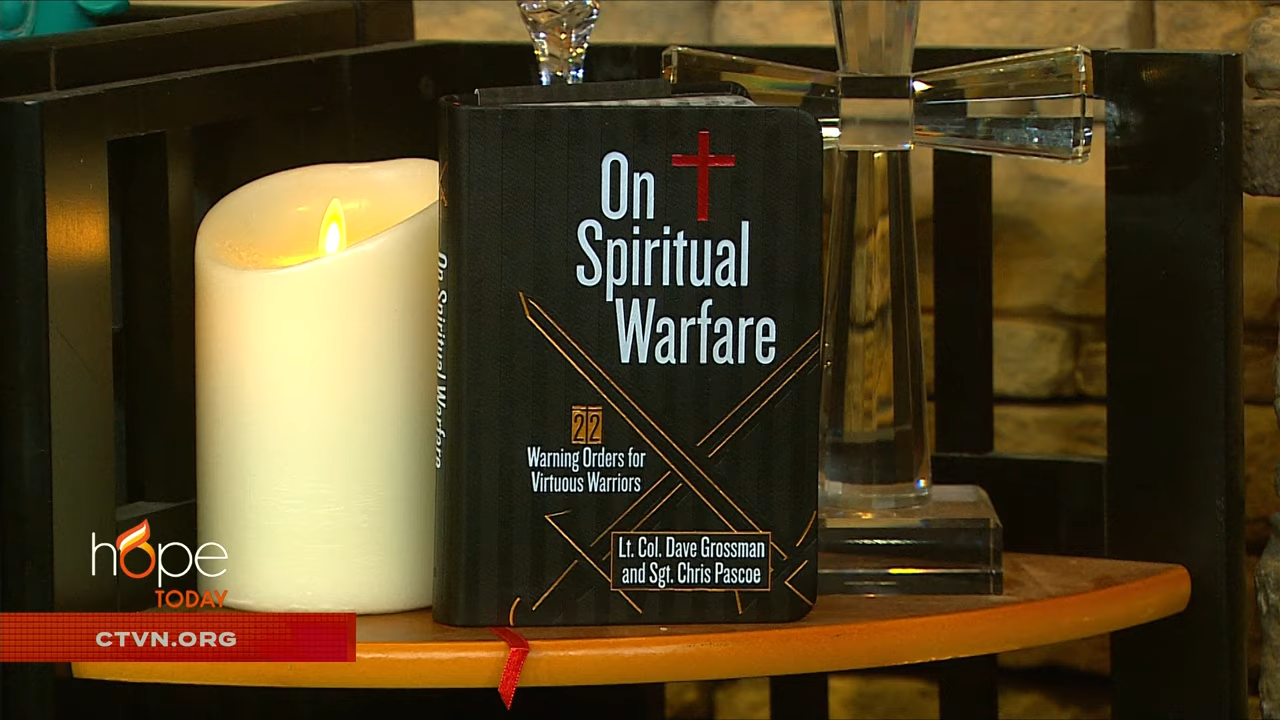 On
Spiritual
Warfare
22
Warning Orders for
Virtuous Warriors
Lt. Col. Dave Grossman
and Sgt. Chris Pascoe
On Spiritual Warfare
hope
TODAY
CTVN.ORG